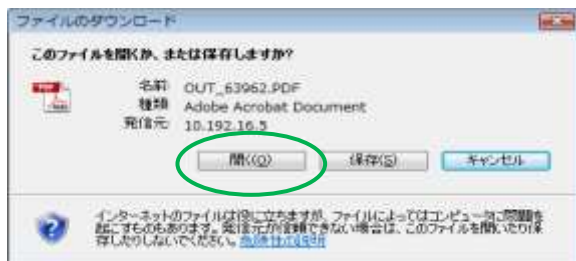 ファイルのダウンロード
このファイルを開くか、または保存しますか?
名前 OUT_63962.PDF
種類 Adobe Acrobat Document
発信元 10.192.16.5
開く(O) 保存(S) キャンセル
インターネットのファイルは役に立ちますが、ファイルによってはコンピュータに問題を
起こすものもあります。発信元が信頼できない場合は、このファイルを開いたり保
存したりしないでください。危険性の説明